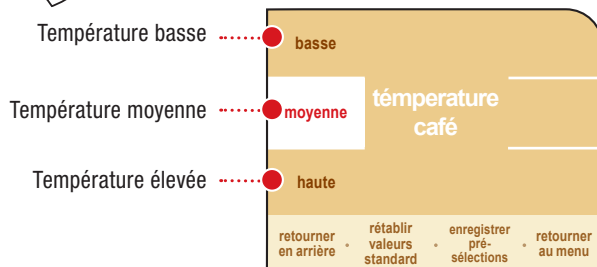 Température basse
basse
Température moyenne
moyenne
témperature
café
Température élevée
haute
retourner
en arrière
rétablir
valeurs
standard
enregistrer
pré-
sélections
retourner
au menu